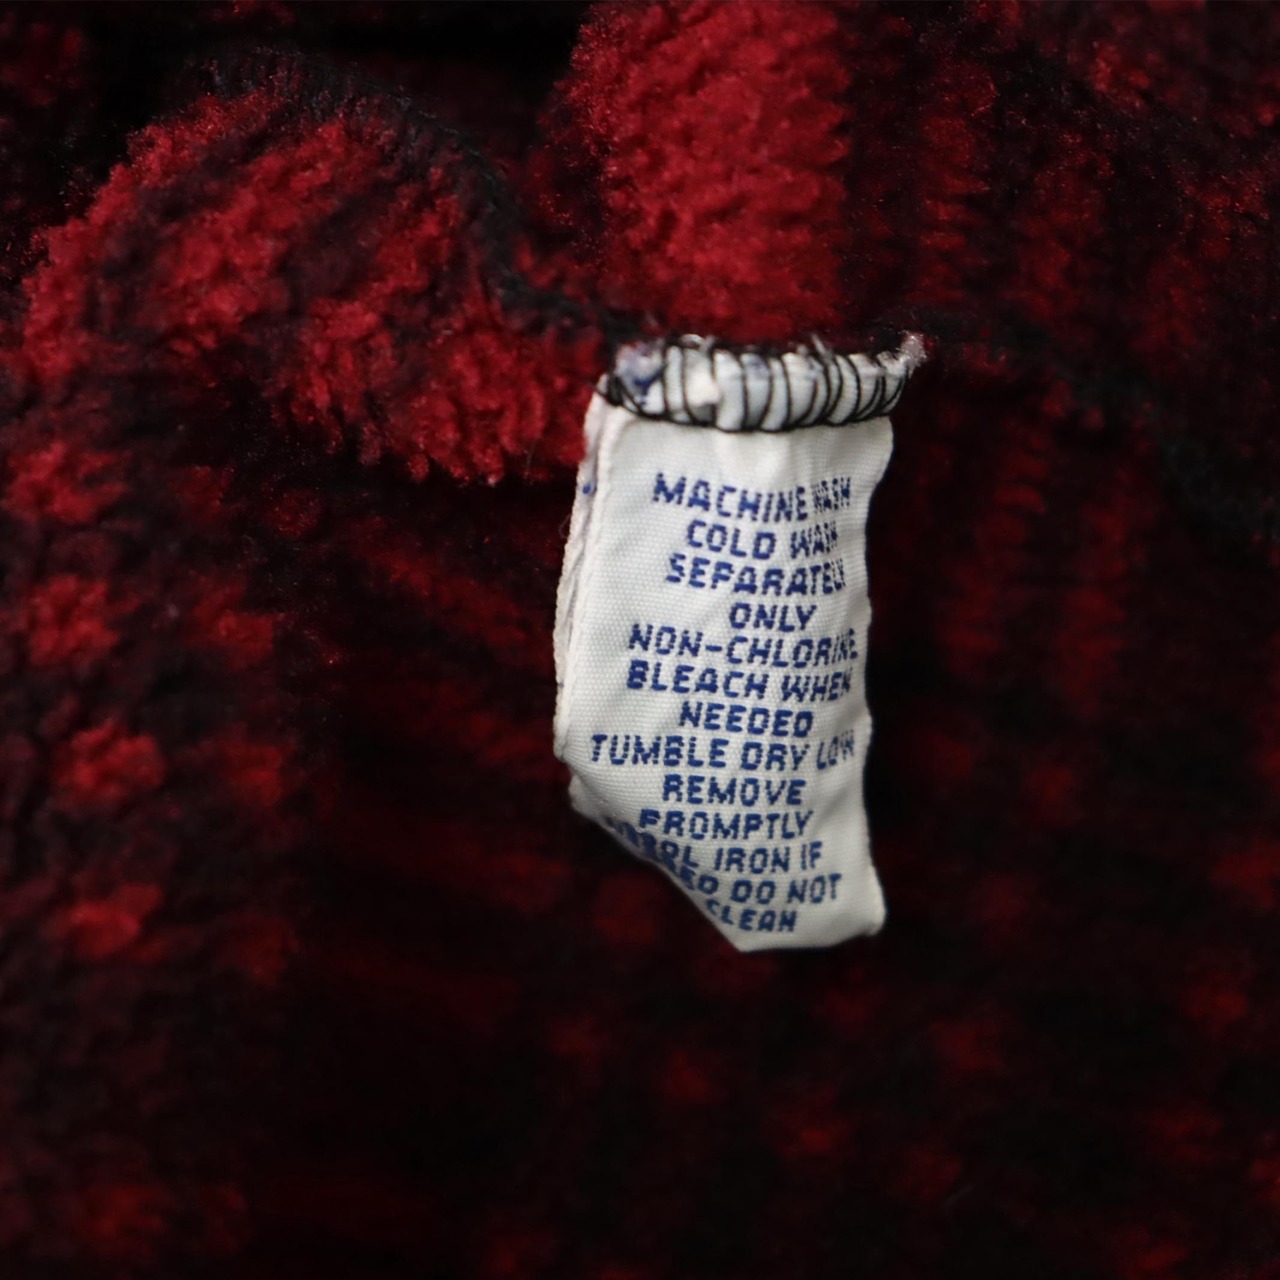 MACHINE WASH
COLD WASH
SEPARATELY
ONLY
NON-CHLORINE
BLEACH WHEN
NEEDED
TUMBLE DRY LOW
REMOVE
PROMPTLY
IRON IF
DO NOT
CLEAN